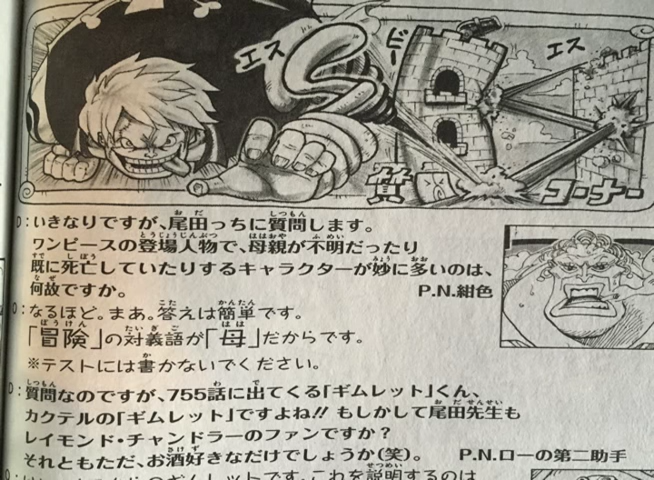 エス
ビー
エス
質問コーナー
D:いきなりですが、尾田っちに質問します。
ワンピースの登場人物で、母親が不明だったり
既に死亡していたりするキャラクターが妙に多いのは、
何故ですか。 P.N.紺色
O:なるほど。まあ。答えは簡単です。
「冒険」の対義語が「母」だからです。
※テストには書かないでください。
D:質問なのですが、755話に出てくる「ギムレット」くん、
カクテルの「ギムレット」ですよね!! もしかして尾田先生も
レイモンド・チャンドラーのファンですか?
それともただ、お酒好きなだけでしょうか(笑)。 P.N.ローの第二助手